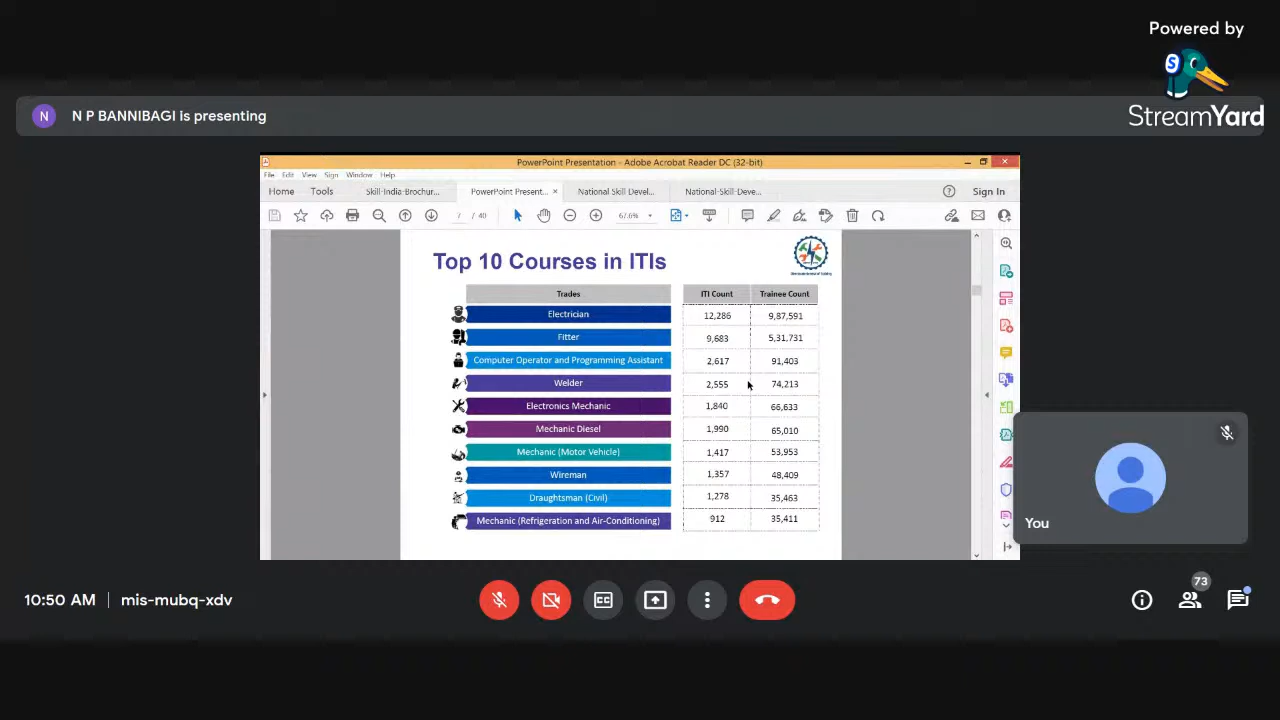 Powered by
StreamYard
N
N P BANNIBAGI is presenting
PowerPoint Presentation - Adobe Acrobat Reader DC (32-bit)
File Edit View Sign Window Help
Home Tools Skill-India-Brochur... PowerPoint Present... × National Skill Devel... National-Skill-Deve... Sign In
7 / 40 67.6%
Top 10 Courses in ITIs
Trades ITI Count Trainee Count
Electrician 12,286 9,87,591
Fitter 9,683 5,31,731
Computer Operator and Programming Assistant 2,617 91,403
Welder 2,555 74,213
Electronics Mechanic 1,840 66,633
Mechanic Diesel 1,990 65,010
Mechanic (Motor Vehicle) 1,417 53,953
Wireman 1,357 48,409
Draughtsman (Civil) 1,278 35,463
Mechanic (Refrigeration and Air-Conditioning) 912 35,411
You
10:50 AM | mis-mubq-xdv
73